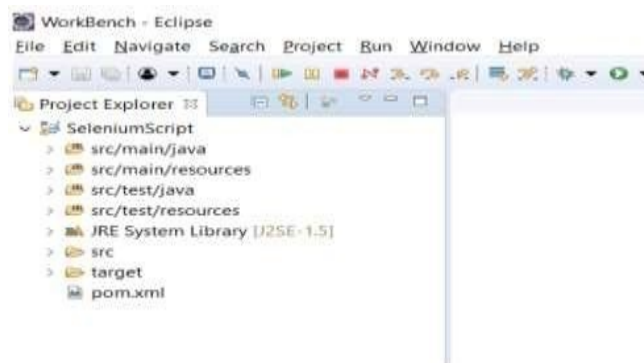 WorkBench - Eclipse
File Edit Navigate Search Project Run Window Help
Project Explorer
SeleniumScript
src/main/java
src/main/resources
src/test/java
src/test/resources
JRE System Library [J2SE-1.5]
src
target
pom.xml